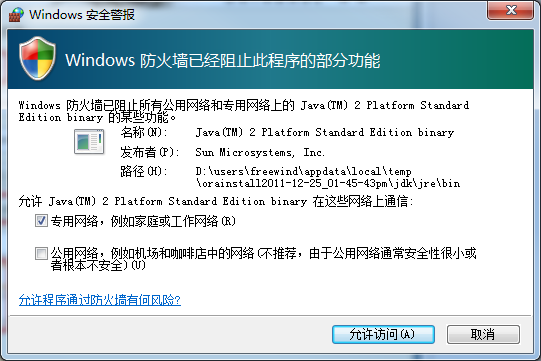 Windows 安全警报
Windows 防火墙已经阻止此程序的部分功能
Windows 防火墙已阻止所有公用网络和专用网络上的 Java(TM) 2 Platform Standard
Edition binary 的某些功能。
名称(N): Java(TM) 2 Platform Standard Edition binary
发布者(P): Sun Microsystems, Inc.
路径(H): D:\users\freewind\appdata\local\temp
\orainstall2011-12-25_01-45-43pm\jdk\jre\bin
允许 Java(TM) 2 Platform Standard Edition binary 在这些网络上通信:
专用网络，例如家庭或工作网络(R)
公用网络，例如机场和咖啡店中的网络(不推荐，由于公用网络通常安全性很小或
者根本不安全)(U)
允许程序通过防火墙有何风险?
允许访问(A) 取消